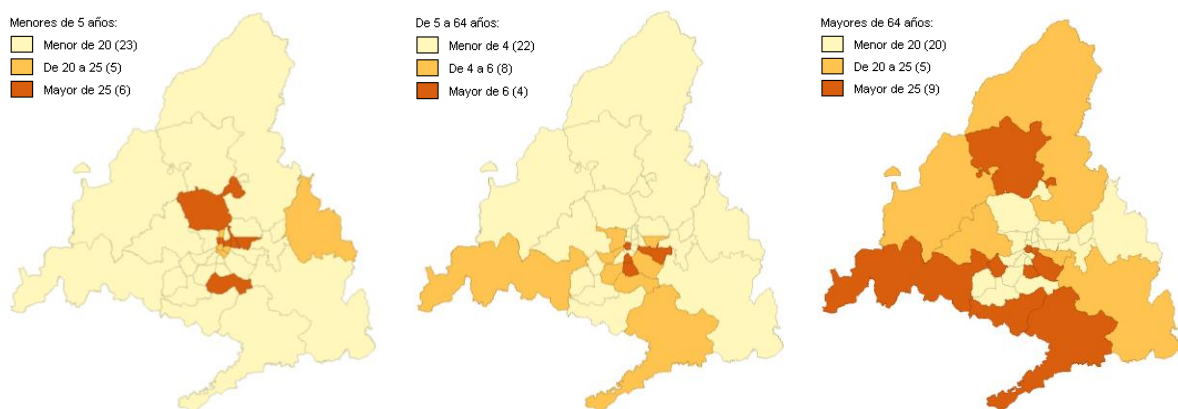 Menores de 5 años:
Menor de 20 (23)
De 20 a 25 (5)
Mayor de 25 (6)
De 5 a 64 años:
Menor de 4 (22)
De 4 a 6 (8)
Mayor de 6 (4)
Mayores de 64 años:
Menor de 20 (20)
De 20 a 25 (5)
Mayor de 25 (9)